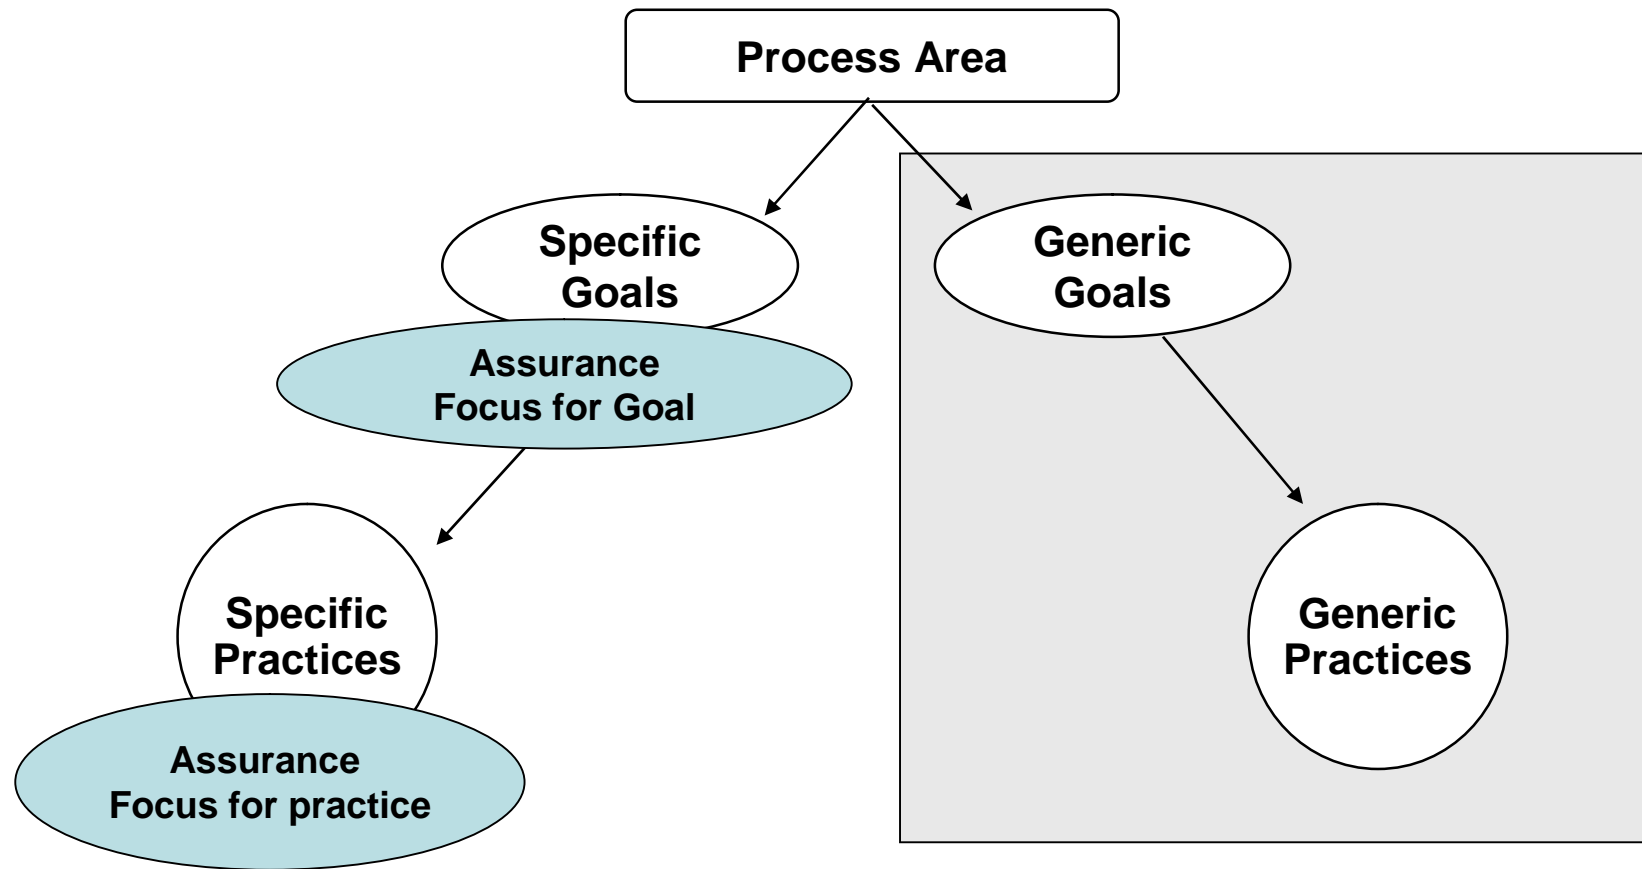 Process Area
Specific
Goals
Generic
Goals
Assurance
Focus for Goal
Specific
Practices
Generic
Practices
Assurance
Focus for practice